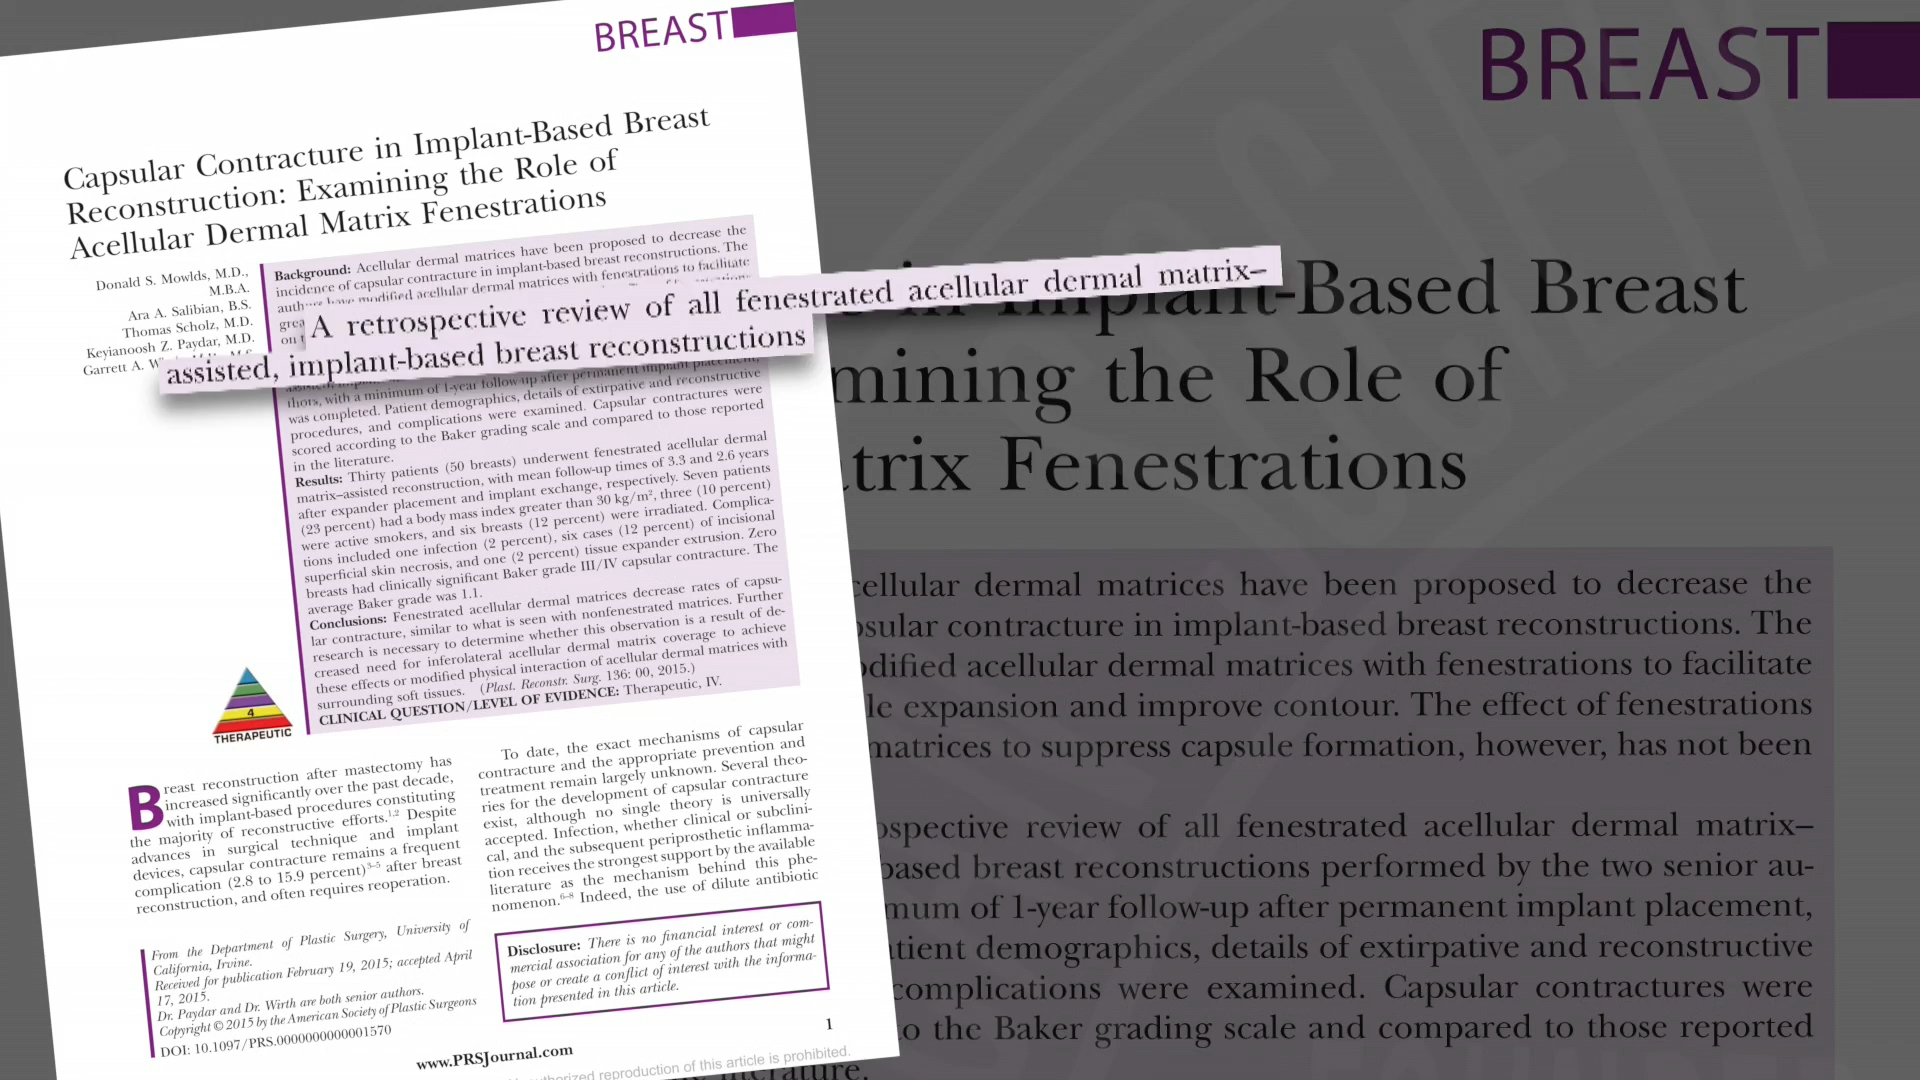 BREAST
Capsular Contracture in Implant-Based Breast
Reconstruction: Examining the Role of
Acellular Dermal Matrix Fenestrations
Donald S. Mowlds, M.D.,
M.B.A.
Ara A. Salibian, B.S.
Thomas Scholz, M.D.
Keyianoosh Z. Paydar, M.D.
Garrett A.
Background: Acellular dermal matrices have been proposed to decrease the
incidence of capsular contracture in implant-based breast reconstructions. The
have modified acellular dermal matrices with fenestrations to facilitate
A retrospective review of all fenestrated acellular dermal matrix–
assisted, implant-based breast reconstructions
thors, with a minimum of 1-year follow-up after permanent implant placement,
was completed. Patient demographics, details of extirpative and reconstructive
procedures, and complications were examined. Capsular contractures were
scored according to the Baker grading scale and compared to those reported
in the literature.
Results: Thirty patients (50 breasts) underwent fenestrated acellular dermal
matrix–assisted reconstruction, with mean follow-up times of 3.3 and 2.6 years
after expander placement and implant exchange, respectively. Seven patients
(23 percent) had a body mass index greater than 30 kg/m², three (10 percent)
were active smokers, and six breasts (12 percent) were irradiated. Complica-
tions included one infection (2 percent), six cases (12 percent) of incisional
superficial skin necrosis, and one (2 percent) tissue expander extrusion. Zero
breasts had clinically significant Baker grade III/IV capsular contracture. The
average Baker grade was 1.1.
Conclusions: Fenestrated acellular dermal matrices decrease rates of capsu-
lar contracture, similar to what is seen with nonfenestrated matrices. Further
research is necessary to determine whether this observation is a result of de-
creased need for inferolateral acellular dermal matrix coverage to achieve
these effects or modified physical interaction of acellular dermal matrices with
surrounding soft tissues. (Plast. Reconstr. Surg. 136: 00, 2015.)
CLINICAL QUESTION/LEVEL OF EVIDENCE: Therapeutic, IV.
4
THERAPEUTIC
Breast reconstruction after mastectomy has
increased significantly over the past decade,
with implant-based procedures constituting
the majority of reconstructive efforts.1,2 Despite
advances in surgical technique and implant
devices, capsular contracture remains a frequent
complication (2.8 to 15.9 percent)3–5 after breast
reconstruction, and often requires reoperation.
To date, the exact mechanisms of capsular
contracture and the appropriate prevention and
treatment remain largely unknown. Several theo-
ries for the development of capsular contracture
exist, although no single theory is universally
accepted. Infection, whether clinical or subclini-
cal, and the subsequent periprosthetic inflamma-
tion receives the strongest support by the available
literature as the mechanism behind this phe-
nomenon.6–8 Indeed, the use of dilute antibiotic
From the Department of Plastic Surgery, University of
California, Irvine.
Received for publication February 19, 2015; accepted April
17, 2015.
Dr. Paydar and Dr. Wirth are both senior authors.
Copyright © 2015 by the American Society of Plastic Surgeons
DOI: 10.1097/PRS.0000000000001570
Disclosure: There is no financial interest or com-
mercial association for any of the authors that might
pose or create a conflict of interest with the informa-
tion presented in this article.
1
www.PRSJournal.com
reproduction of this article is prohibited.
BREAST
in Implant-Based Breast
mining the Role of
trix Fenestrations
cellular dermal matrices have been proposed to decrease the
psular contracture in implant-based breast reconstructions. The
odified acellular dermal matrices with fenestrations to facilitate
le expansion and improve contour. The effect of fenestrations
matrices to suppress capsule formation, however, has not been
ospective review of all fenestrated acellular dermal matrix–
based breast reconstructions performed by the two senior au-
mum of 1-year follow-up after permanent implant placement,
tient demographics, details of extirpative and reconstructive
complications were examined. Capsular contractures were
to the Baker grading scale and compared to those reported
literature.